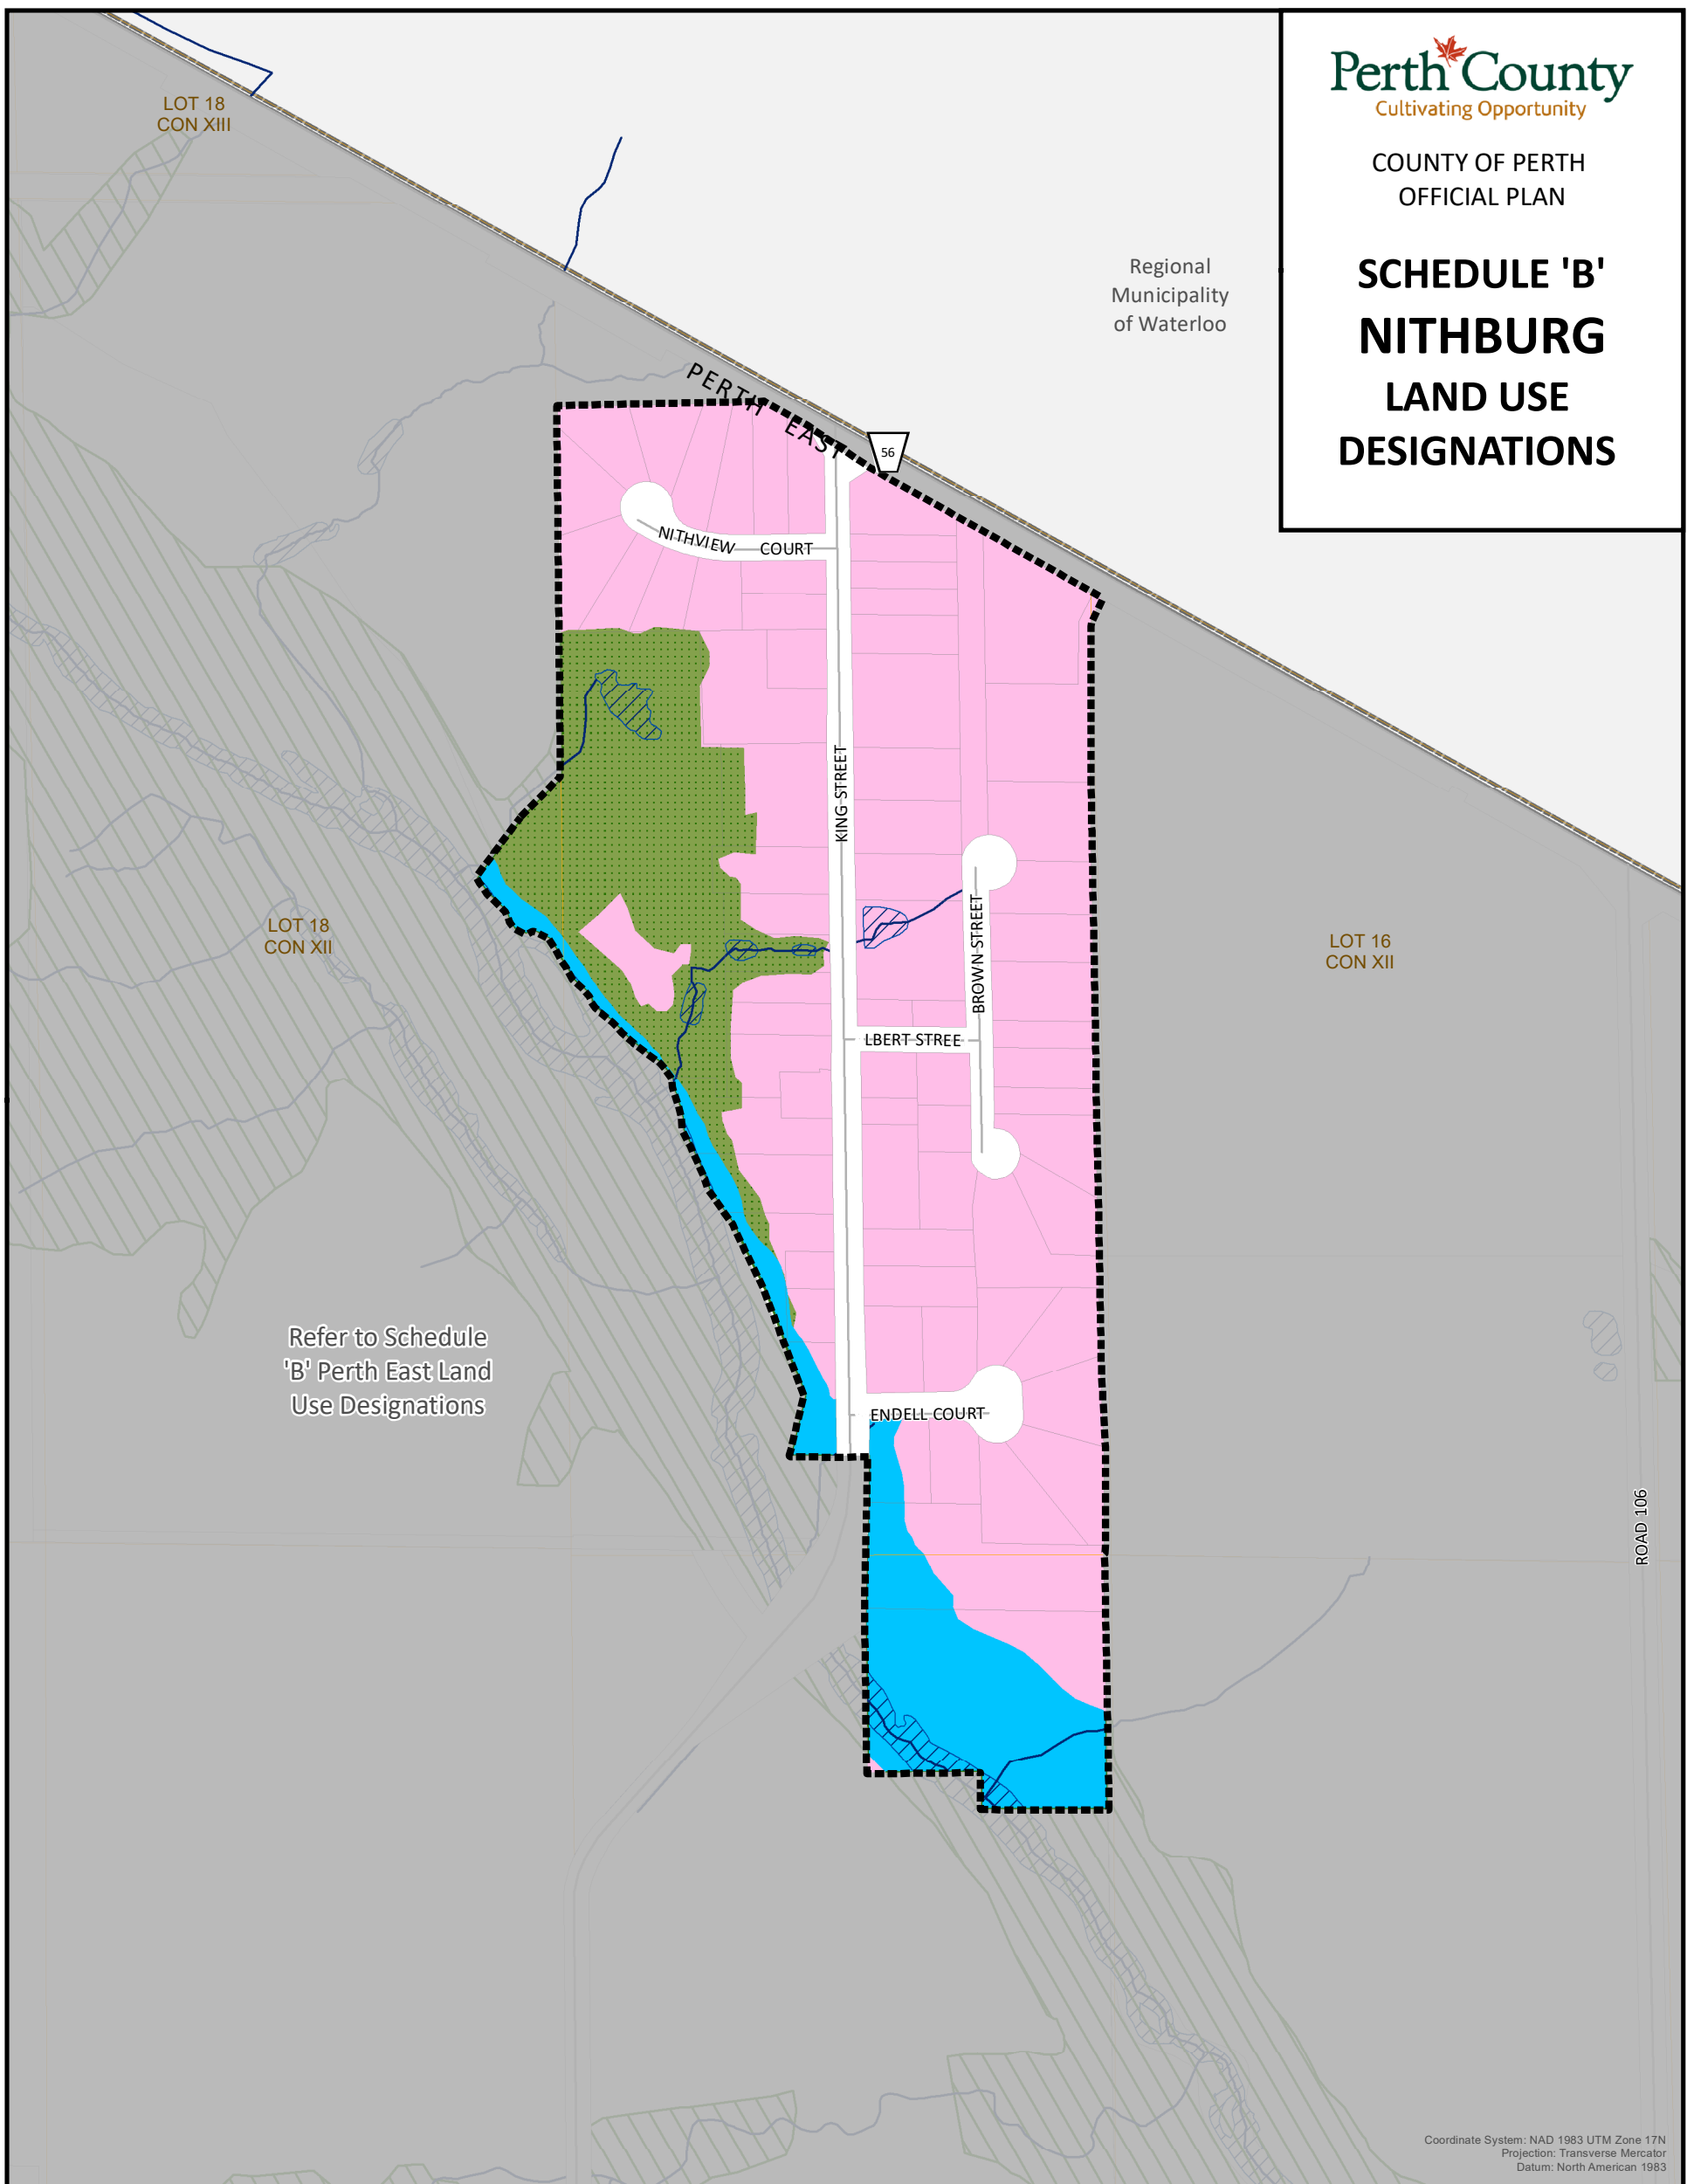 Perth County
Cultivating Opportunity
COUNTY OF PERTH
OFFICIAL PLAN
SCHEDULE 'B'
NITHBURG
LAND USE
DESIGNATIONS
LOT 18
CON XIII
Regional
Municipality
of Waterloo
PERTH EAST
56
NITHVIEW COURT
KING STREET
BROWN STREET
LOT 18
CON XII
LOT 16
CON XII
LBERT STREE
Refer to Schedule
'B' Perth East Land
Use Designations
ENDELL COURT
ROAD 106
Coordinate System: NAD 1983 UTM Zone 17N
Projection: Transverse Mercator
Datum: North American 1983